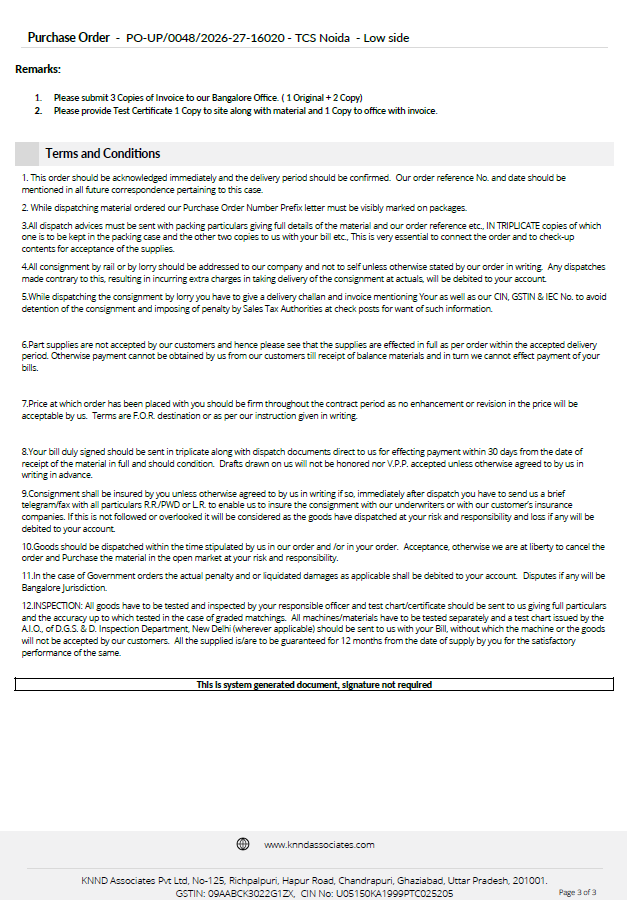 Purchase Order - PO-UP/0048/2026-27-16020 - TCS Noida - Low side
Remarks:
1. Please submit 3 Copies of Invoice to our Bangalore Office. ( 1 Original + 2 Copy)
2. Please provide Test Certificate 1 Copy to site along with material and 1 Copy to office with invoice.
Terms and Conditions
1. This order should be acknowledged immediately and the delivery period should be confirmed. Our order reference No. and date should be
mentioned in all future correspondence pertaining to this case.
2. While dispatching material ordered our Purchase Order Number Prefix letter must be visibly marked on packages.
3.All dispatch advices must be sent with packing particulars giving full details of the material and our order reference etc., IN TRIPLICATE copies of which
one is to be kept in the packing case and the other two copies to us with your bill etc., This is very essential to connect the order and to check-up
contents for acceptance of the supplies.
4.All consignment by rail or by lorry should be addressed to our company and not to self unless otherwise stated by our order in writing. Any dispatches
made contrary to this, resulting in incurring extra charges in taking delivery of the consignment at actuals, will be debited to your account.
5.While dispatching the consignment by lorry you have to give a delivery challan and invoice mentioning Your as well as our CIN, GSTIN & IEC No. to avoid
detention of the consignment and imposing of penalty by Sales Tax Authorities at check posts for want of such information.
6.Part supplies are not accepted by our customers and hence please see that the supplies are effected in full as per order within the accepted delivery
period. Otherwise payment cannot be obtained by us from our customers till receipt of balance materials and in turn we cannot effect payment of your
bills.
7.Price at which order has been placed with you should be firm throughout the contract period as no enhancement or revision in the price will be
acceptable by us. Terms are F.O.R. destination or as per our instruction given in writing.
8.Your bill duly signed should be sent in triplicate along with dispatch documents direct to us for effecting payment within 30 days from the date of
receipt of the material in full and should condition. Drafts drawn on us will not be honored nor V.P.P. accepted unless otherwise agreed to by us in
writing in advance.
9.Consignment shall be insured by you unless otherwise agreed to by us in writing if so, immediately after dispatch you have to send us a brief
telegram/fax with all particulars R.R/PWD or L.R. to enable us to insure the consignment with our underwriters or with our customer's insurance
companies. If this is not followed or overlooked it will be considered as the goods have dispatched at your risk and responsibility and loss if any will be
debited to your account.
10.Goods should be dispatched within the time stipulated by us in our order and /or in your order. Acceptance, otherwise we are at liberty to cancel the
order and Purchase the material in the open market at your risk and responsibility.
11.In the case of Government orders the actual penalty and or liquidated damages as applicable shall be debited to your account. Disputes if any will be
Bangalore Jurisdiction.
12.INSPECTION: All goods have to be tested and inspected by your responsible officer and test chart/certificate should be sent to us giving full particulars
and the accuracy up to which tested in the case of graded matchings. All machines/materials have to be tested separately and a test chart issued by the
A.I.O., of D.G.S. & D. Inspection Department, New Delhi (wherever applicable) should be sent to us with your Bill, without which the machine or the goods
will not be accepted by our customers. All the supplied is/are to be guaranteed for 12 months from the date of supply by you for the satisfactory
performance of the same.
This is system generated document, signature not required
www.knndassociates.com
KNND Associates Pvt Ltd, No-125, Richpalpuri, Hapur Road, Chandrapuri, Ghaziabad, Uttar Pradesh, 201001.
GSTIN: 09AABCK3022G1ZX, CIN No: U05150KA1999PTC025205
Page 3 of 3